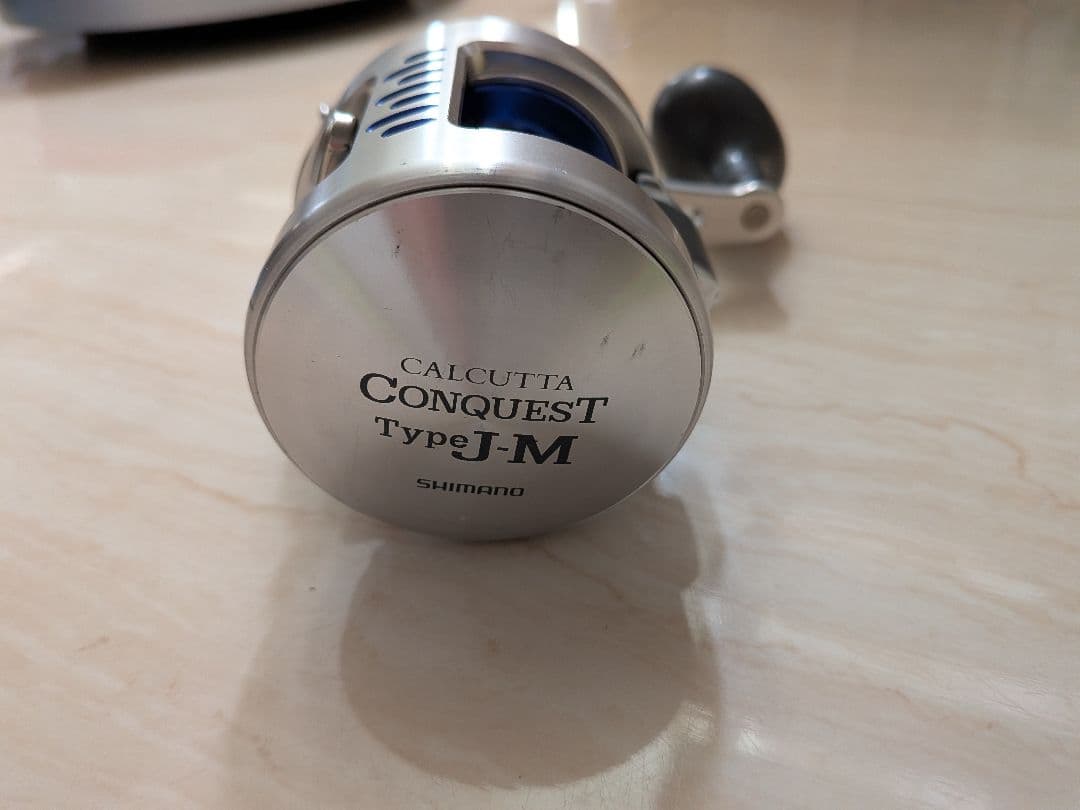 CALCUTTA
CONQUEST
Type J-M
SHIMANO